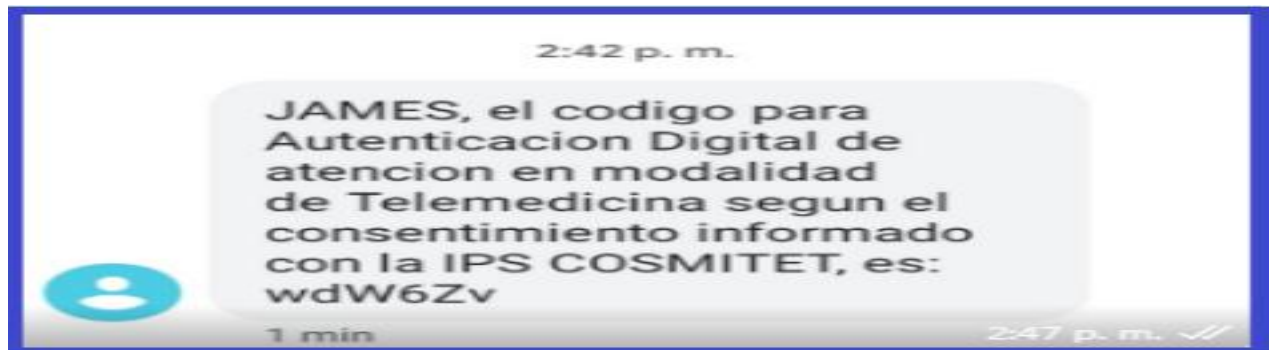 2:42 p. m.
JAMES, el codigo para
Autenticacion Digital de
atencion en modalidad
de Telemedicina segun el
consentimiento informado
con la IPS COSMITET, es:
wdW6Zv
1 min
2:47 p. m.